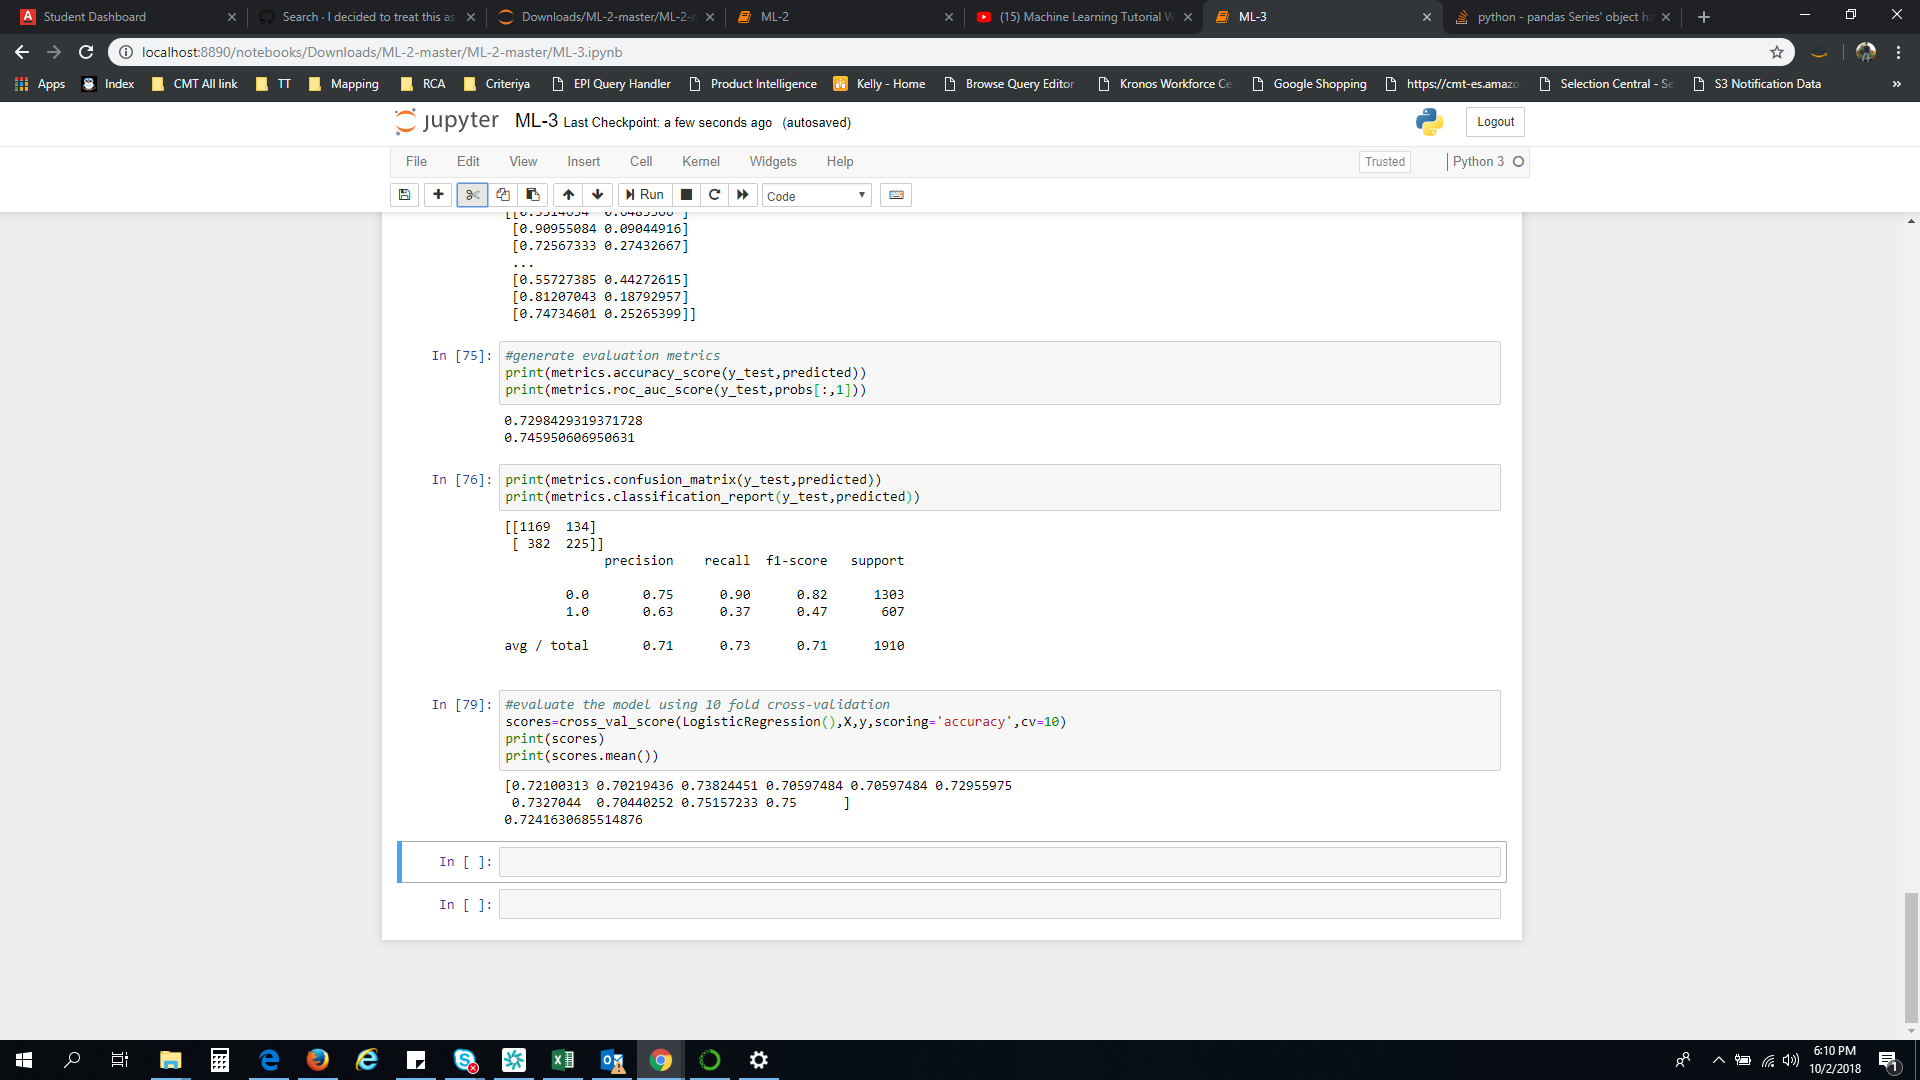 Student Dashboard
Search · I decided to treat this as
Downloads/ML-2-master/ML-2-
ML-2
(15) Machine Learning Tutorial W
ML-3
python - pandas Series' object ha
localhost:8890/notebooks/Downloads/ML-2-master/ML-2-master/ML-3.ipynb
Apps
Index
CMT All link
TT
Mapping
RCA
Criteriya
EPI Query Handler
Product Intelligence
Kelly - Home
Browse Query Editor
Kronos Workforce Ce
Google Shopping
https://cmt-es.amazo
Selection Central - Se
S3 Notification Data
»
jupyter ML-3 Last Checkpoint: a few seconds ago (autosaved)
Logout
File Edit View Insert Cell Kernel Widgets Help
Trusted
Python 3
Run
Code
[0.90955084 0.09044916]
[0.72567333 0.27432667]
...
[0.55727385 0.44272615]
[0.81207043 0.18792957]
[0.74734601 0.25265399]]
In [75]:
#generate evaluation metrics
print(metrics.accuracy_score(y_test,predicted))
print(metrics.roc_auc_score(y_test,probs[:,1]))
0.7298429319371728
0.745950606950631
In [76]:
print(metrics.confusion_matrix(y_test,predicted))
print(metrics.classification_report(y_test,predicted))
[[1169 134]
[ 382 225]]
precision recall f1-score support
0.0 0.75 0.90 0.82 1303
1.0 0.63 0.37 0.47 607
avg / total 0.71 0.73 0.71 1910
In [79]:
#evaluate the model using 10 fold cross-validation
scores=cross_val_score(LogisticRegression(),X,y,scoring='accuracy',cv=10)
print(scores)
print(scores.mean())
[0.72100313 0.70219436 0.73824451 0.70597484 0.70597484 0.72955975
0.7327044 0.70440252 0.75157233 0.75 ]
0.7241630685514876
In [ ]:
In [ ]:
6:10 PM
10/2/2018
1